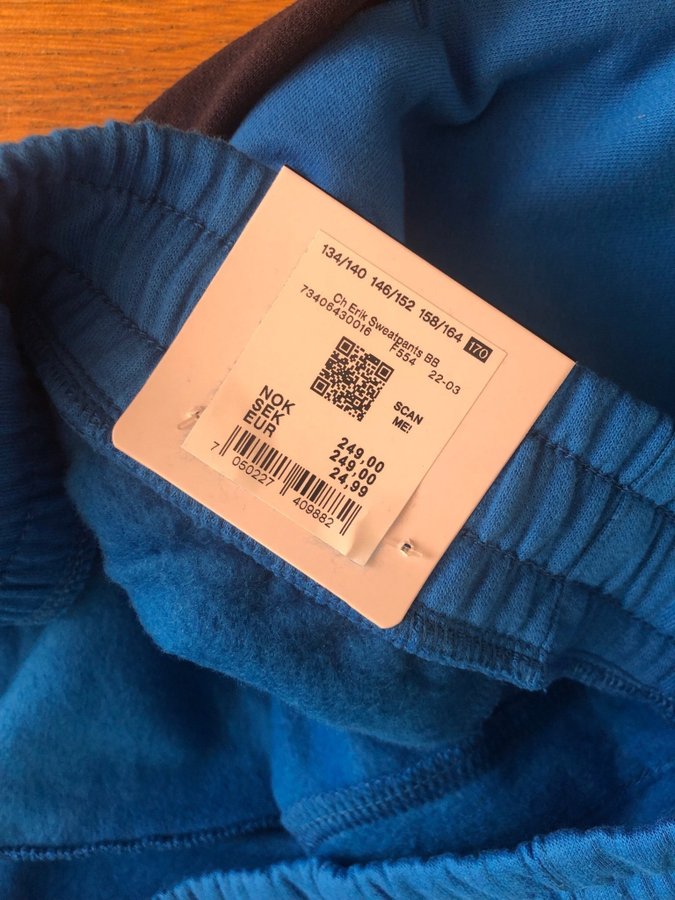 134/140 146/152 158/164 170
Ch Erik Sweatpants BB
73406430016 F554 22-03
SCAN
ME!
NOK 249,00
SEK 249,00
EUR 24,99
7 050227 409882